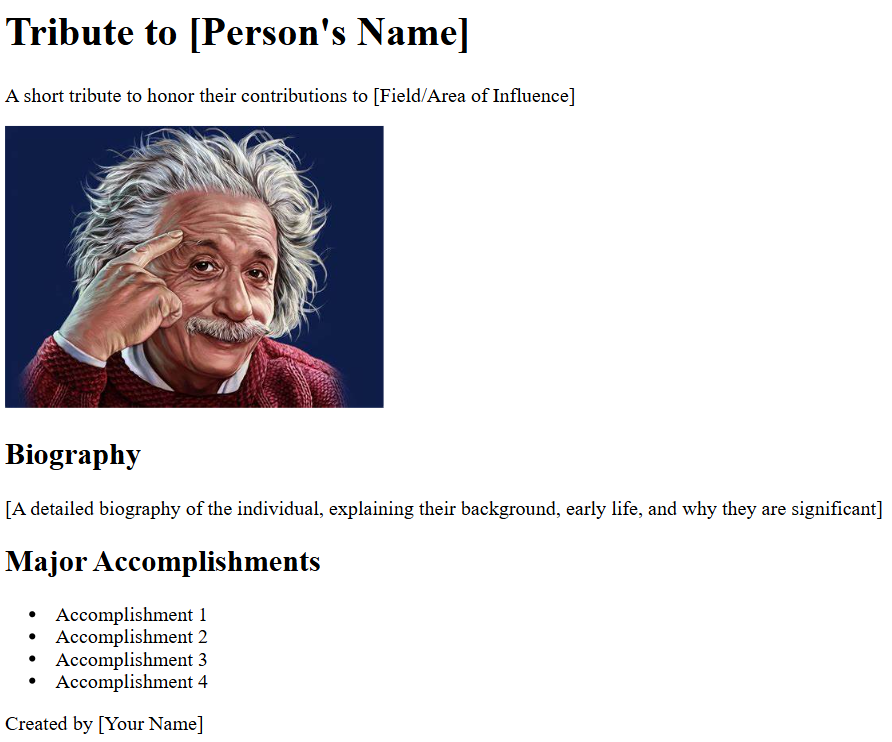 Tribute to [Person's Name]
A short tribute to honor their contributions to [Field/Area of Influence]
Biography
[A detailed biography of the individual, explaining their background, early life, and why they are significant]
Major Accomplishments
• Accomplishment 1
• Accomplishment 2
• Accomplishment 3
• Accomplishment 4
Created by [Your Name]